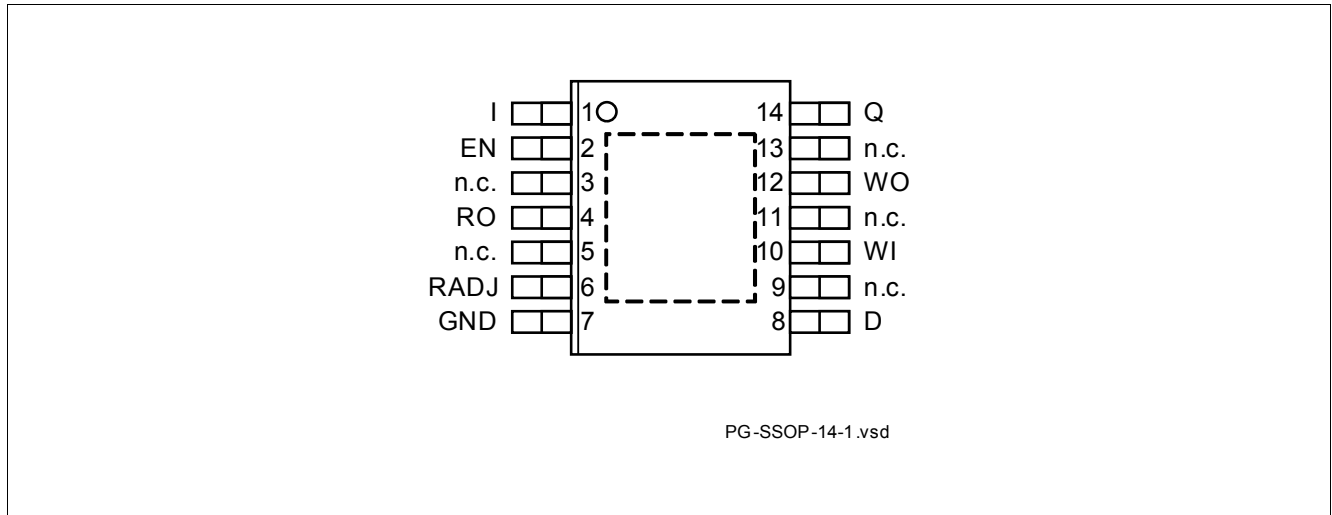 I 1 14 Q
EN 2 13 n.c.
n.c. 3 12 WO
RO 4 11 n.c.
n.c. 5 10 WI
RADJ 6 9 n.c.
GND 7 8 D
PG-SSOP-14-1.vsd